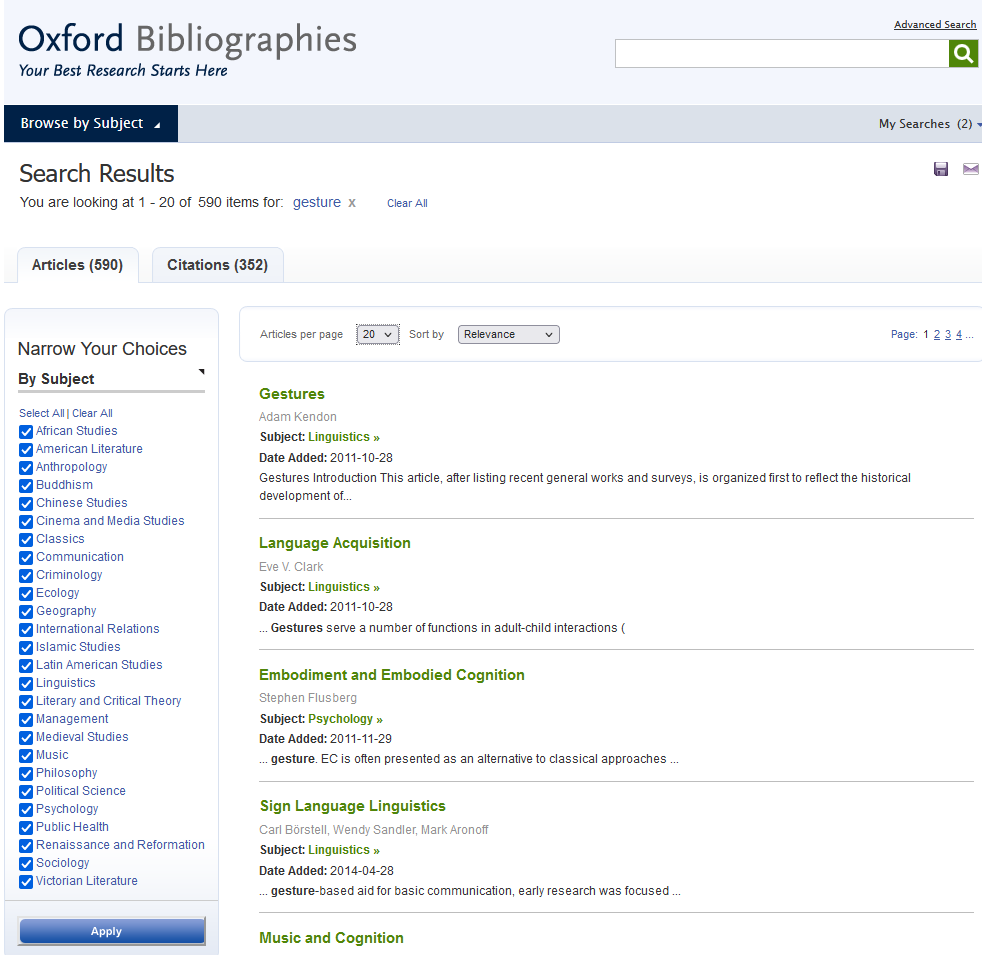 Oxford Bibliographies
Your Best Research Starts Here
Advanced Search
Browse by Subject
My Searches (2)
Search Results
You are looking at 1 - 20 of 590 items for: gesture x Clear All
Articles (590)
Citations (352)
Narrow Your Choices
By Subject
Select All | Clear All
African Studies
American Literature
Anthropology
Buddhism
Chinese Studies
Cinema and Media Studies
Classics
Communication
Criminology
Ecology
Geography
International Relations
Islamic Studies
Latin American Studies
Linguistics
Literary and Critical Theory
Management
Medieval Studies
Music
Philosophy
Political Science
Psychology
Public Health
Renaissance and Reformation
Sociology
Victorian Literature
Apply
Articles per page 20 Sort by Relevance
Page: 1 2 3 4 ...
Gestures
Adam Kendon
Subject: Linguistics »
Date Added: 2011-10-28
Gestures Introduction This article, after listing recent general works and surveys, is organized first to reflect the historical
development of...
Language Acquisition
Eve V. Clark
Subject: Linguistics »
Date Added: 2011-10-28
... Gestures serve a number of functions in adult-child interactions (
Embodiment and Embodied Cognition
Stephen Flusberg
Subject: Psychology »
Date Added: 2011-11-29
... gesture. EC is often presented as an alternative to classical approaches ...
Sign Language Linguistics
Carl Börstell, Wendy Sandler, Mark Aronoff
Subject: Linguistics »
Date Added: 2014-04-28
... gesture-based aid for basic communication, early research was focused ...
Music and Cognition